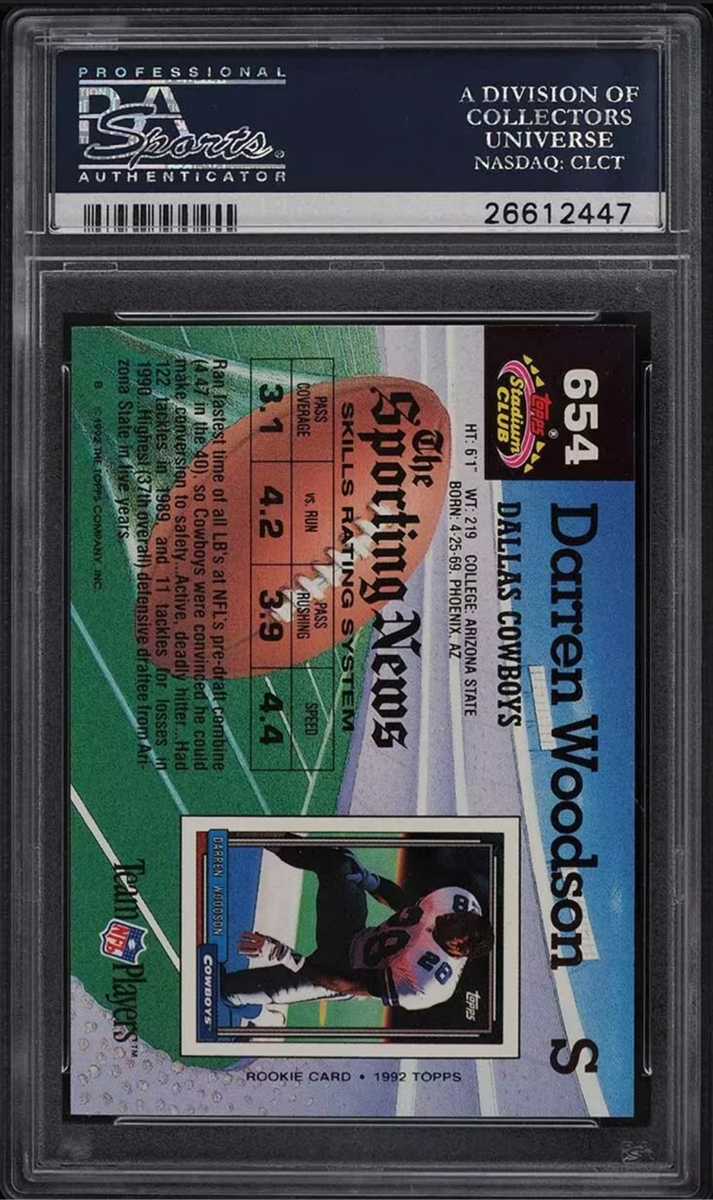 PROFESSIONAL
PSA
Sports®
AUTHENTICATOR
A DIVISION OF
COLLECTORS
UNIVERSE
NASDAQ: CLCT
26612447
654
Topps®
Stadium
CLUB
Darren Woodson S
DALLAS COWBOYS
HT: 6'1" WT: 219 COLLEGE: ARIZONA STATE
BORN: 4-25-69, PHOENIX, AZ
The
Sporting News
SKILLS RATING SYSTEM
PASS COVERAGE vs. RUN PASS RUSHING SPEED
3.1 4.2 3.9 4.4
Ran fastest time of all LB's at NFL's pre-draft combine
(4.47 in the 40), so Cowboys were convinced he could
make conversion to safety...Active, deadly hitter...Had
122 tackles in 1989, and 11 tackles for losses in
1990...Highest (37th overall) defensive draftee from Ari-
zona State in five years.
B © 1992 THE TOPPS COMPANY, INC.
28
28
TOPPS
DARREN WOODSON
COWBOYS
ROOKIE CARD • 1992 TOPPS
Team NFL Players™